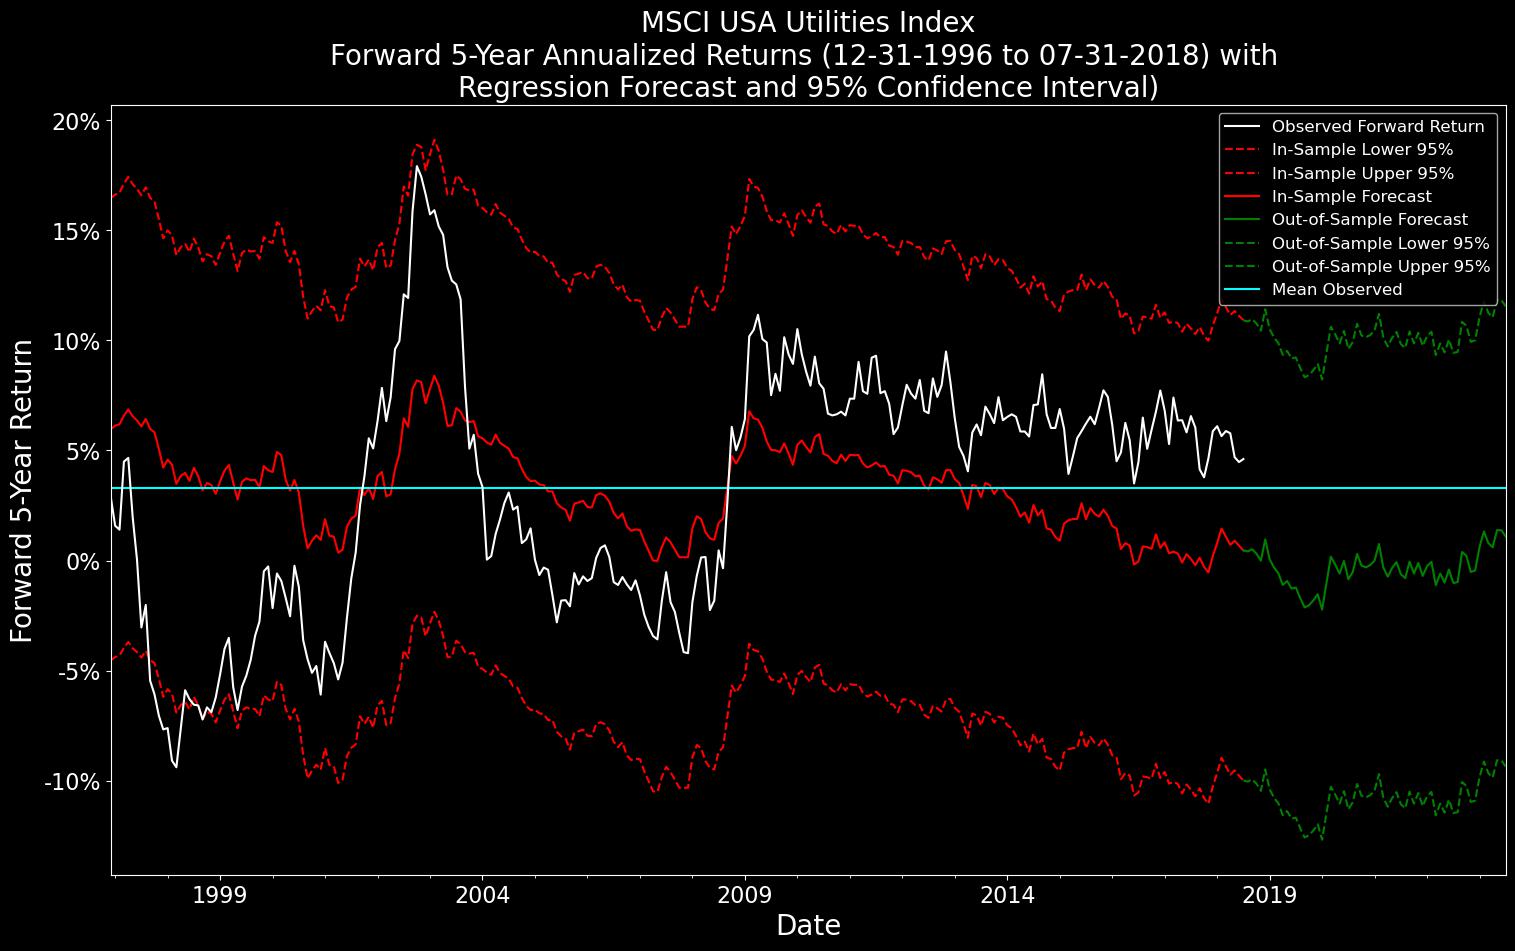 MSCI USA Utilities Index
Forward 5-Year Annualized Returns (12-31-1996 to 07-31-2018) with
Regression Forecast and 95% Confidence Interval)
Forward 5-Year Return
20%
15%
10%
5%
0%
-5%
-10%
Observed Forward Return
In-Sample Lower 95%
In-Sample Upper 95%
In-Sample Forecast
Out-of-Sample Forecast
Out-of-Sample Lower 95%
Out-of-Sample Upper 95%
Mean Observed
1999
2004
2009
2014
2019
Date